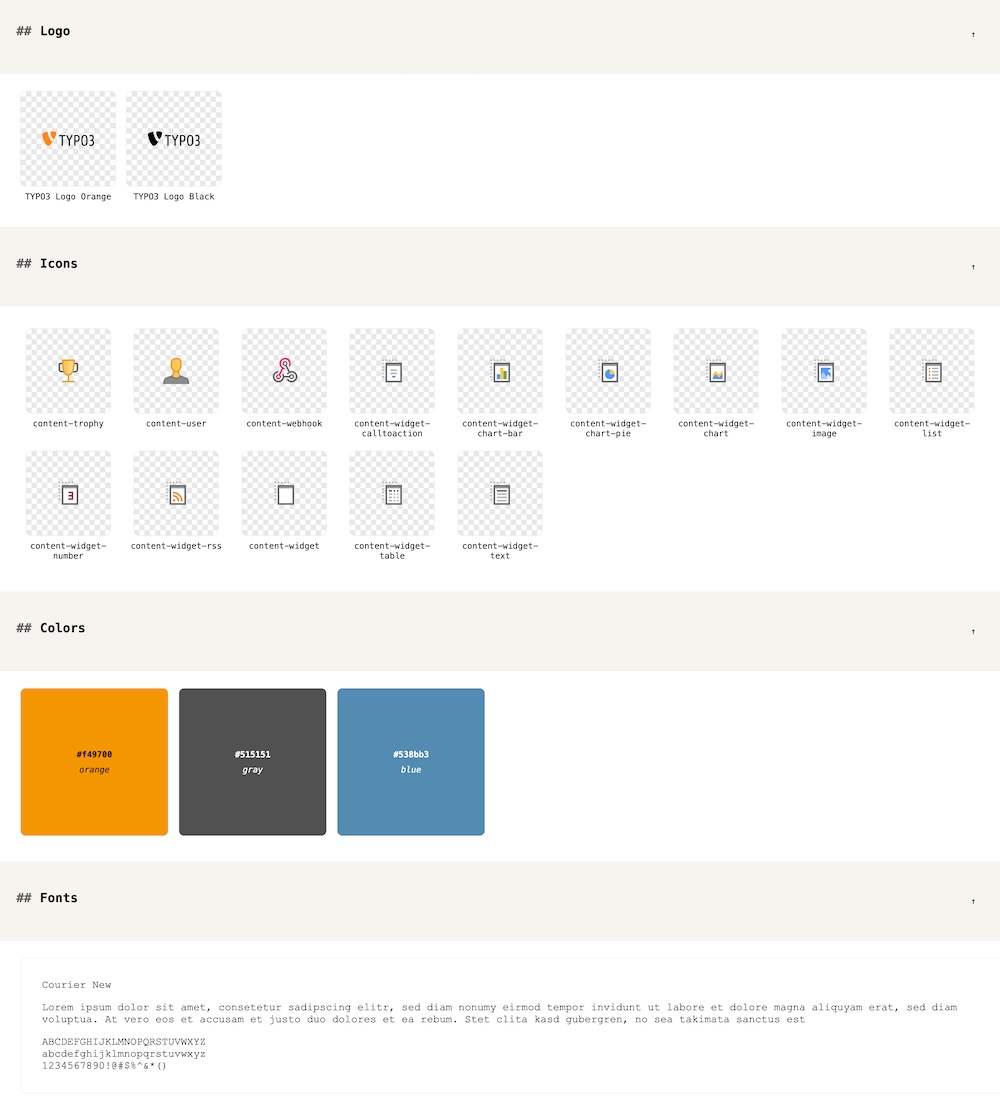 ## Logo
↑
TYPO3
TYPO3
TYPO3 Logo Orange
TYPO3 Logo Black
## Icons
↑
content-trophy
content-user
content-webhook
content-widget-
calltoaction
content-widget-
chart-bar
content-widget-
chart-pie
content-widget-
chart
content-widget-
image
content-widget-
list
3
content-widget-
number
content-widget-rss
content-widget
content-widget-
table
content-widget-
text
## Colors
↑
#f49700
orange
#515151
gray
#538bb3
blue
## Fonts
↑
Courier New
Lorem ipsum dolor sit amet, consetetur sadipscing elitr, sed diam nonumy eirmod tempor invidunt ut labore et dolore magna aliquyam erat, sed diam
voluptua. At vero eos et accusam et justo duo dolores et ea rebum. Stet clita kasd gubergren, no sea takimata sanctus est
ABCDEFGHIJKLMNOPQRSTUVWXYZ
abcdefghijklmnopqrstuvwxyz
1234567890!@#$%^&*()